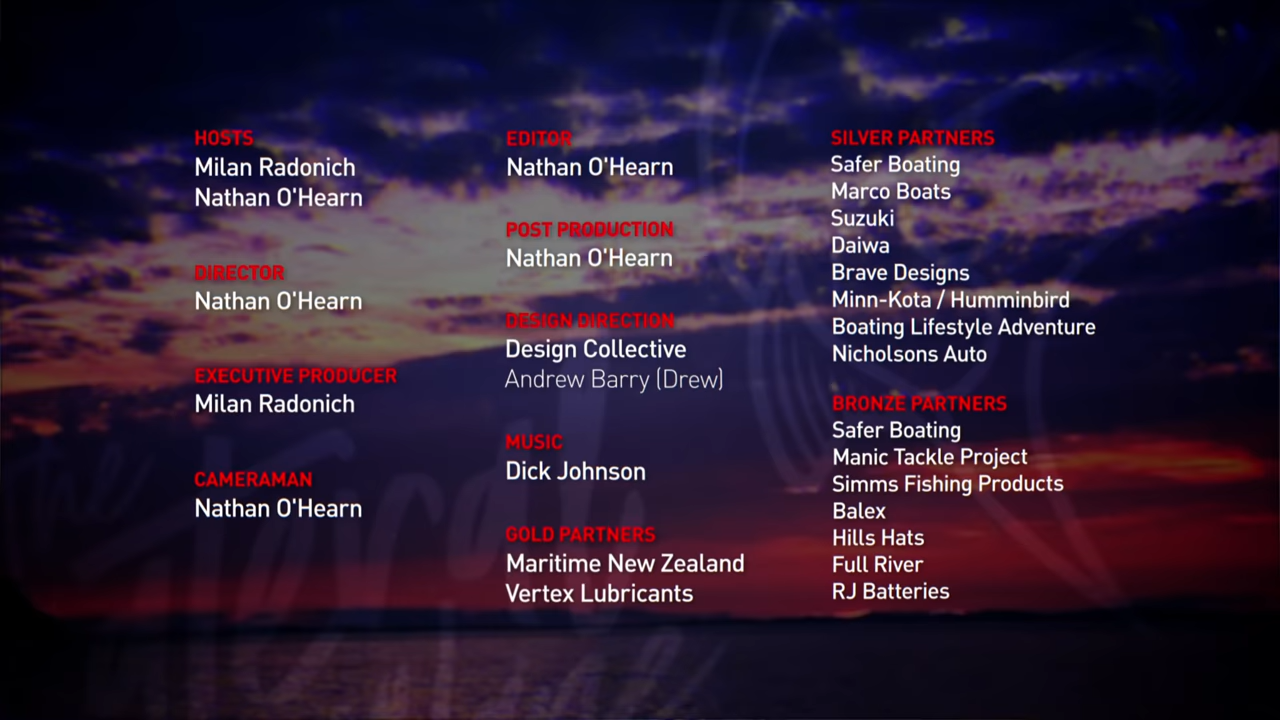 HOSTS
Milan Radonich
Nathan O'Hearn
DIRECTOR
Nathan O'Hearn
EXECUTIVE PRODUCER
Milan Radonich
CAMERAMAN
Nathan O'Hearn
EDITOR
Nathan O'Hearn
POST PRODUCTION
Nathan O'Hearn
DESIGN DIRECTION
Design Collective
Andrew Barry (Drew)
MUSIC
Dick Johnson
GOLD PARTNERS
Maritime New Zealand
Vertex Lubricants
SILVER PARTNERS
Safer Boating
Marco Boats
Suzuki
Daiwa
Brave Designs
Minn-Kota / Humminbird
Boating Lifestyle Adventure
Nicholsons Auto
BRONZE PARTNERS
Safer Boating
Manic Tackle Project
Simms Fishing Products
Balex
Hills Hats
Full River
RJ Batteries